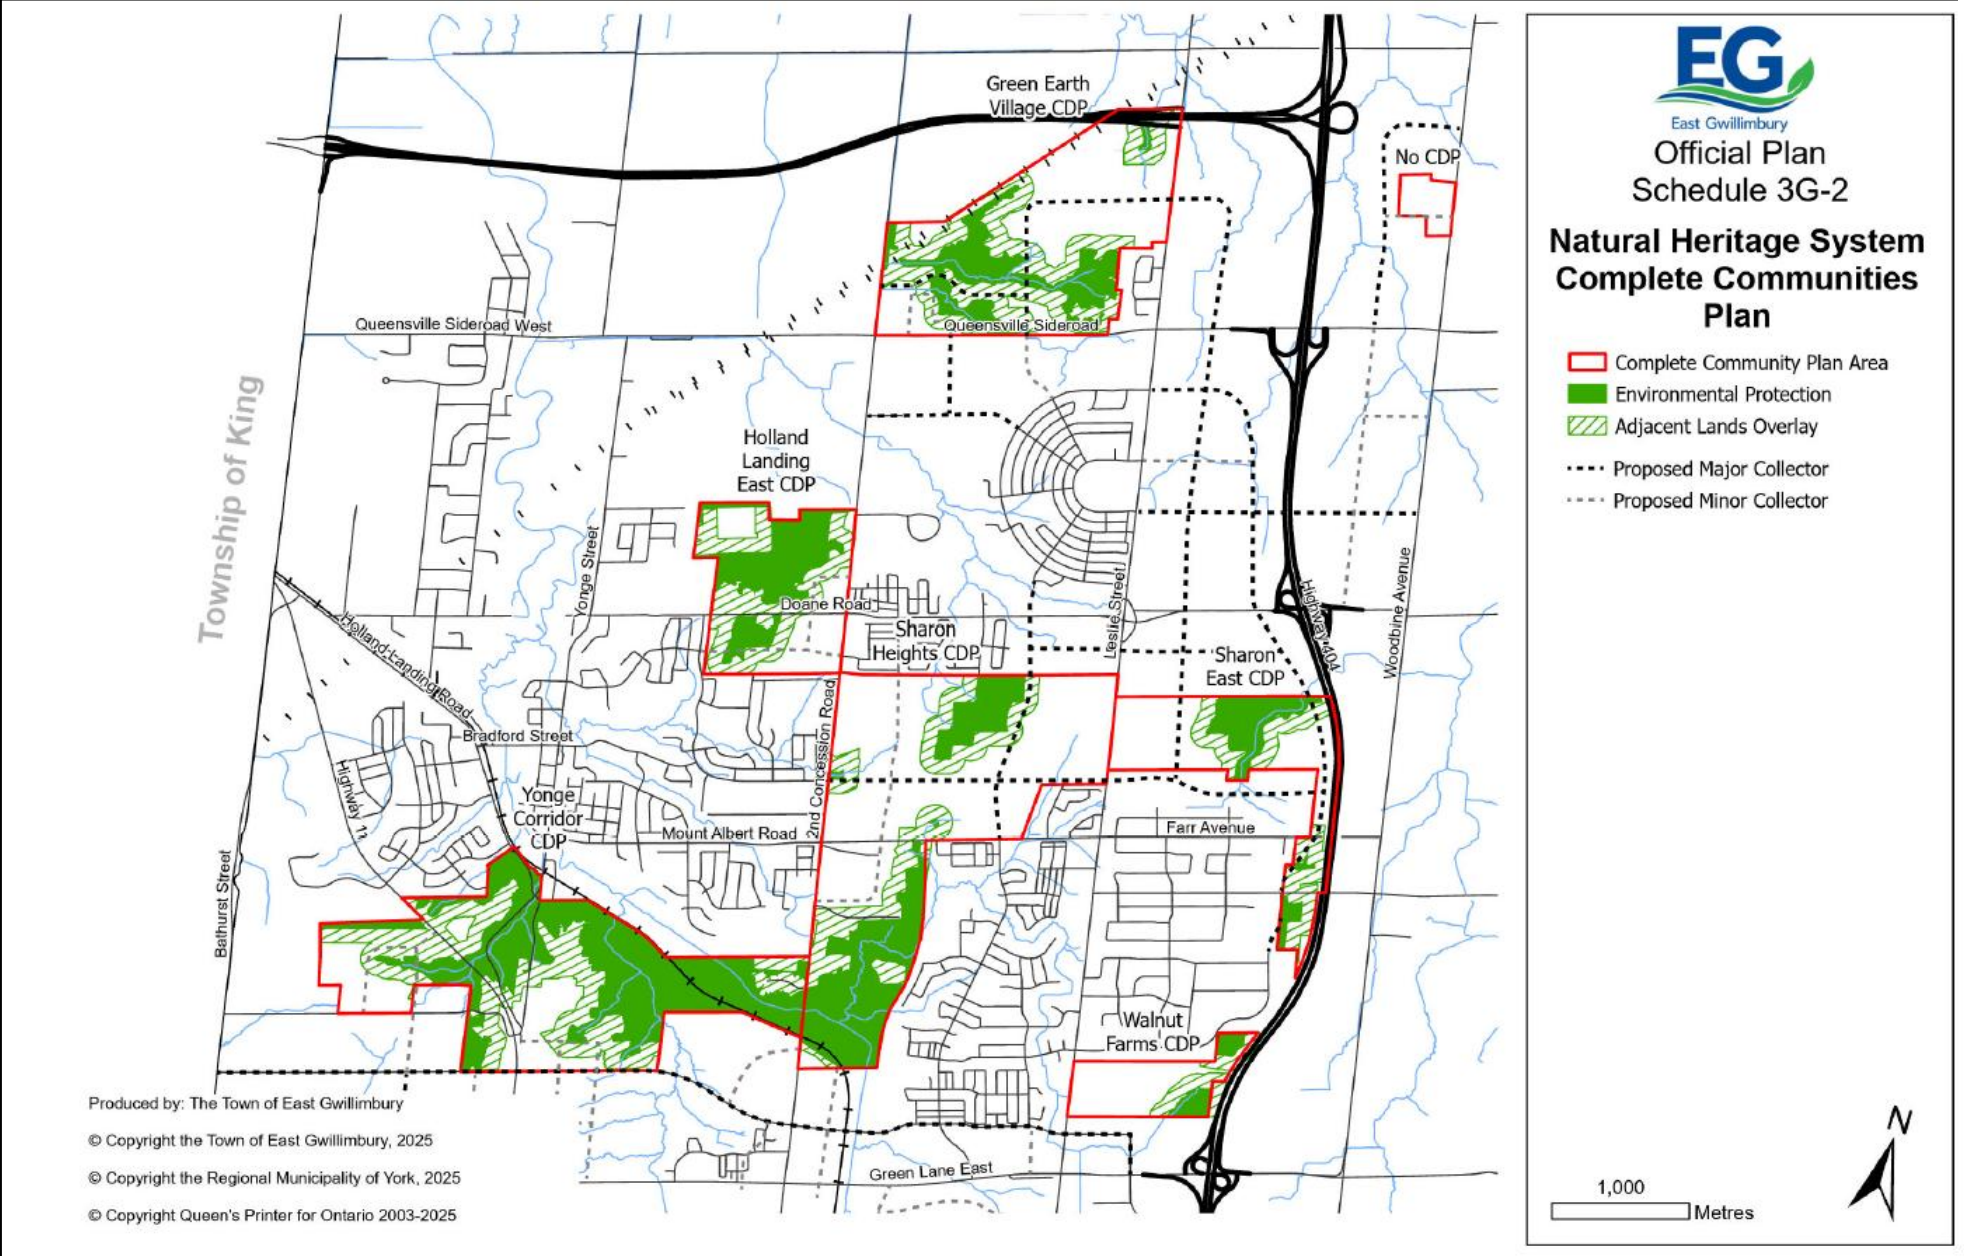 Green Earth
Village CDP
No CDP
Queensville Sideroad West
Queensville Sideroad
Township of King
Holland
Landing
East CDP
Yonge Street
Doane Road
Sharon
Heights CDP
Leslie Street
Highway 404
Woodbine Avenue
Sharon
East CDP
Holland Landing Road
Bradford Street
2nd Concession Road
Highway 11
Yonge
Corridor
CDP
Mount Albert Road
Farr Avenue
Bathurst Street
Walnut
Farms CDP
Green Lane East
Produced by: The Town of East Gwillimbury
© Copyright the Town of East Gwillimbury, 2025
© Copyright the Regional Municipality of York, 2025
© Copyright Queen's Printer for Ontario 2003-2025
EG
East Gwillimbury
Official Plan
Schedule 3G-2
Natural Heritage System
Complete Communities
Plan
Complete Community Plan Area
Environmental Protection
Adjacent Lands Overlay
Proposed Major Collector
Proposed Minor Collector
N
1,000
Metres